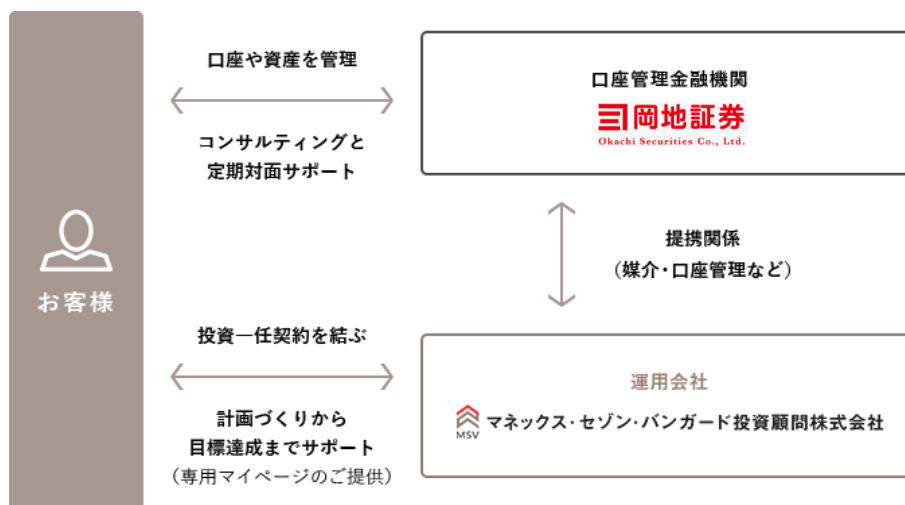 口座や資産を管理
コンサルティングと
定期対面サポート
口座管理金融機関
岡地証券
Okachi Securities Co., Ltd.
提携関係
（媒介・口座管理など）
お客様
投資一任契約を結ぶ
計画づくりから
目標達成までサポート
（専用マイページのご提供）
運用会社
MSV マネックス・セゾン・バンガード投資顧問株式会社